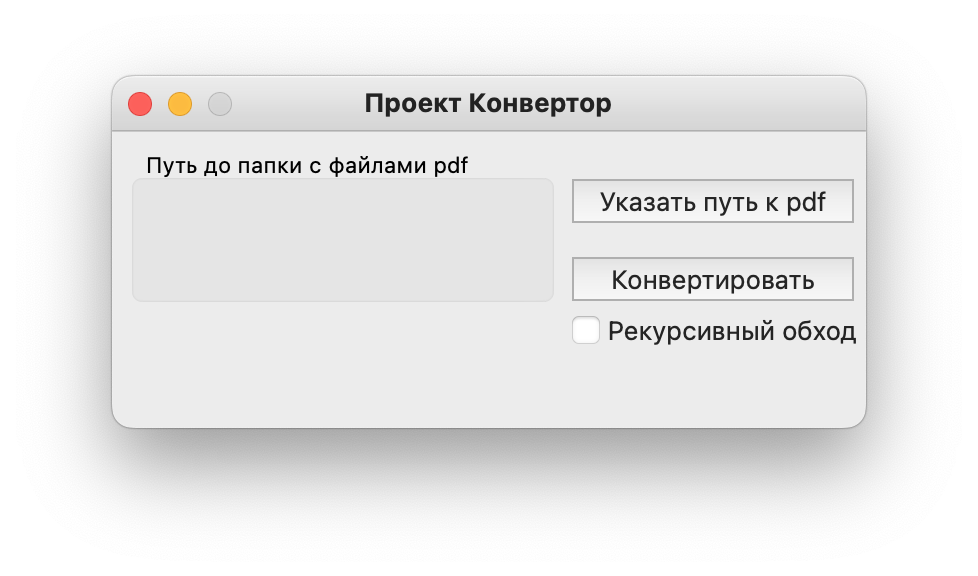 Проект Конвертор
Путь до папки с файлами pdf
Указать путь к pdf
Конвертировать
Рекурсивный обход